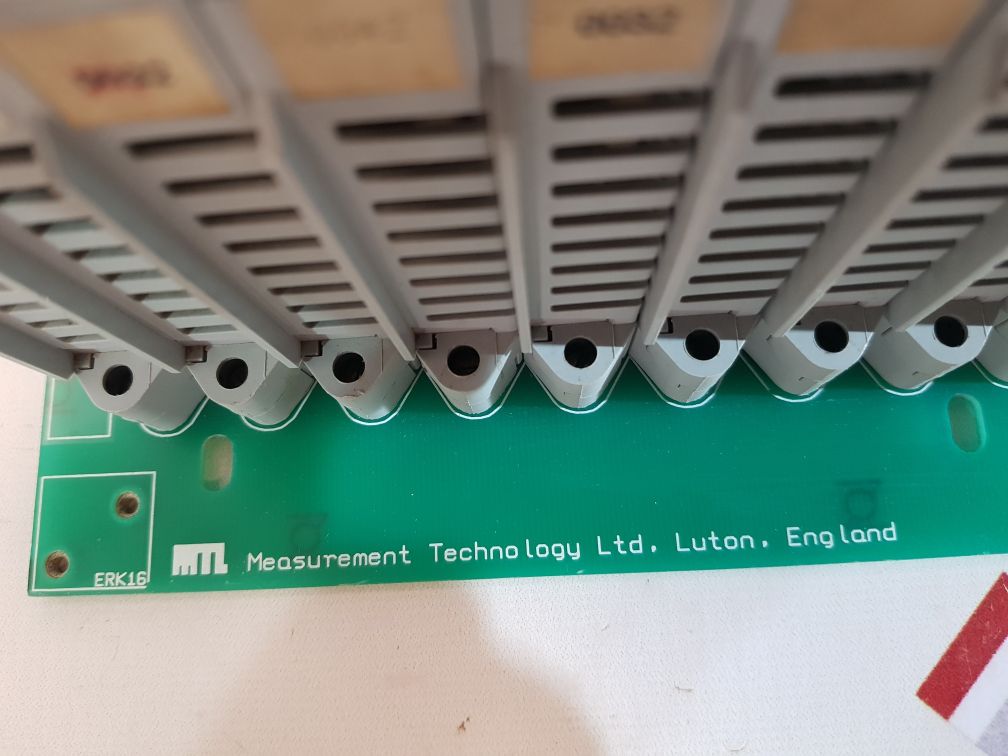 MTL Measurement Technology Ltd. Luton. England
ERK16